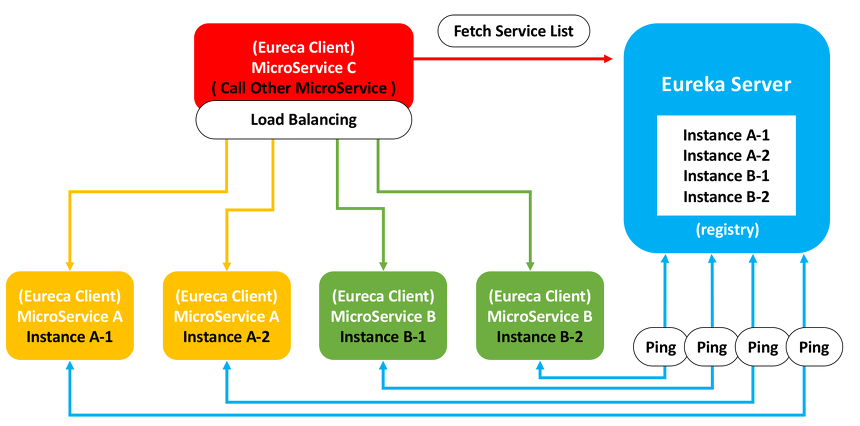 Fetch Service List
(Eureca Client)
MicroService C
( Call Other MicroService )
Load Balancing
Eureka Server
Instance A-1
Instance A-2
Instance B-1
Instance B-2
(registry)
(Eureca Client)
MicroService A
Instance A-1
(Eureca Client)
MicroService A
Instance A-2
(Eureca Client)
MicroService B
Instance B-1
(Eureca Client)
MicroService B
Instance B-2
Ping
Ping
Ping
Ping